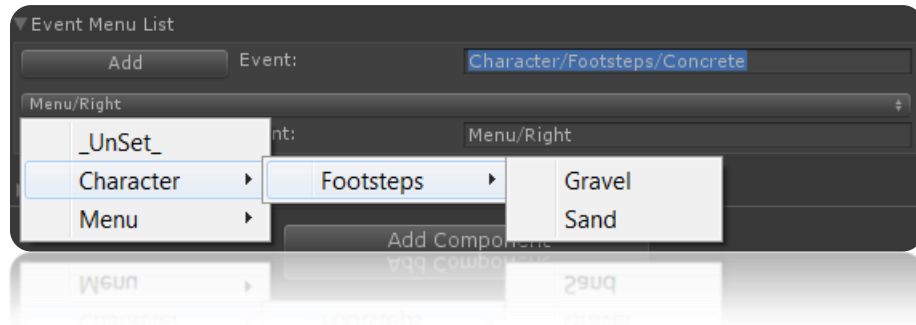 Event Menu List
Add Event: Character/Footsteps/Concrete
Menu/Right
_UnSet_ nt: Menu/Right
Character Footsteps Gravel
Menu Sand
Add Component